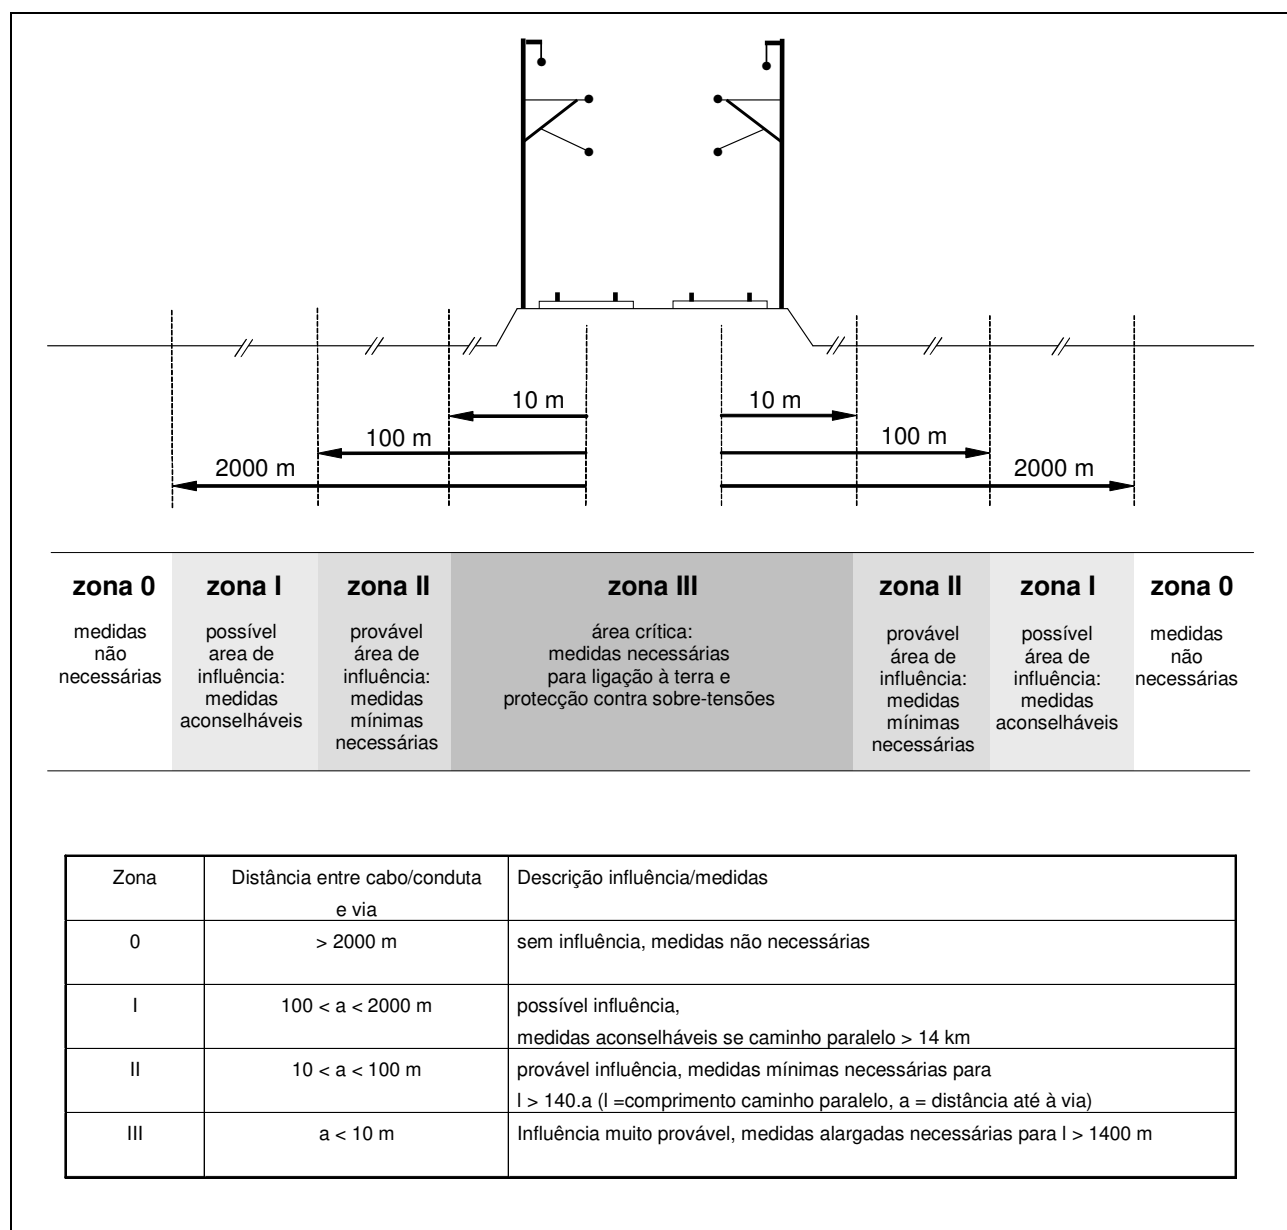 10 m
10 m
100 m
100 m
2000 m
2000 m
zona 0
medidas
não
necessárias
zona I
possível
area de
influência:
medidas
aconselháveis
zona II
provável
área de
influência:
medidas
mínimas
necessárias
zona III
área crítica:
medidas necessárias
para ligação à terra e
protecção contra sobre-tensões
zona II
provável
área de
influência:
medidas
mínimas
necessárias
zona I
possível
área de
influência:
medidas
aconselháveis
zona 0
medidas
não
necessárias
Zona
Distância entre cabo/conduta
e via
Descrição influência/medidas
0
> 2000 m
sem influência, medidas não necessárias
I
100 < a < 2000 m
possível influência,
medidas aconselháveis se caminho paralelo > 14 km
II
10 < a < 100 m
provável influência, medidas mínimas necessárias para
l > 140.a (l =comprimento caminho paralelo, a = distância até à via)
III
a < 10 m
Influência muito provável, medidas alargadas necessárias para l > 1400 m